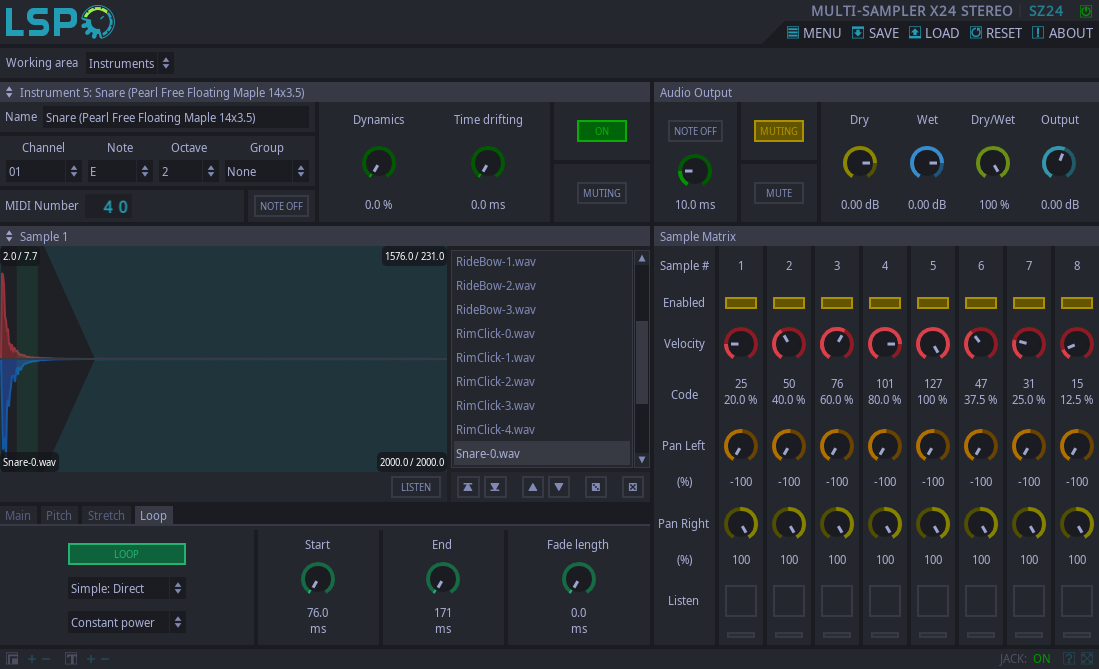 LSP
MULTI-SAMPLER X24 STEREO SZ24
MENU SAVE LOAD RESET ABOUT
Working area Instruments
Instrument 5: Snare (Pearl Free Floating Maple 14x3.5)
Name Snare (Pearl Free Floating Maple 14x3.5)
Channel Note Octave Group
01 E 2 None
MIDI Number 40 NOTE OFF
Dynamics Time drifting
0.0 % 0.0 ms
ON
MUTING
Audio Output
NOTE OFF MUTING
10.0 ms MUTE
Dry Wet Dry/Wet Output
0.00 dB 0.00 dB 100 % 0.00 dB
Sample 1
2.0 / 7.7 1576.0 / 231.0
Snare-0.wav 2000.0 / 2000.0
LISTEN
RideBow-1.wav
RideBow-2.wav
RideBow-3.wav
RimClick-0.wav
RimClick-1.wav
RimClick-2.wav
RimClick-3.wav
RimClick-4.wav
Snare-0.wav
Main Pitch Stretch Loop
LOOP
Simple: Direct
Constant power
Start End Fade length
76.0 171 0.0
ms ms ms
Sample Matrix
Sample # 1 2 3 4 5 6 7 8
Enabled
Velocity
Code 25 50 76 101 127 47 31 15
20.0 % 40.0 % 60.0 % 80.0 % 100 % 37.5 % 25.0 % 12.5 %
Pan Left
(%) -100 -100 -100 -100 -100 -100 -100 -100
Pan Right
(%) 100 100 100 100 100 100 100 100
Listen
+ − T + − JACK: ON ?